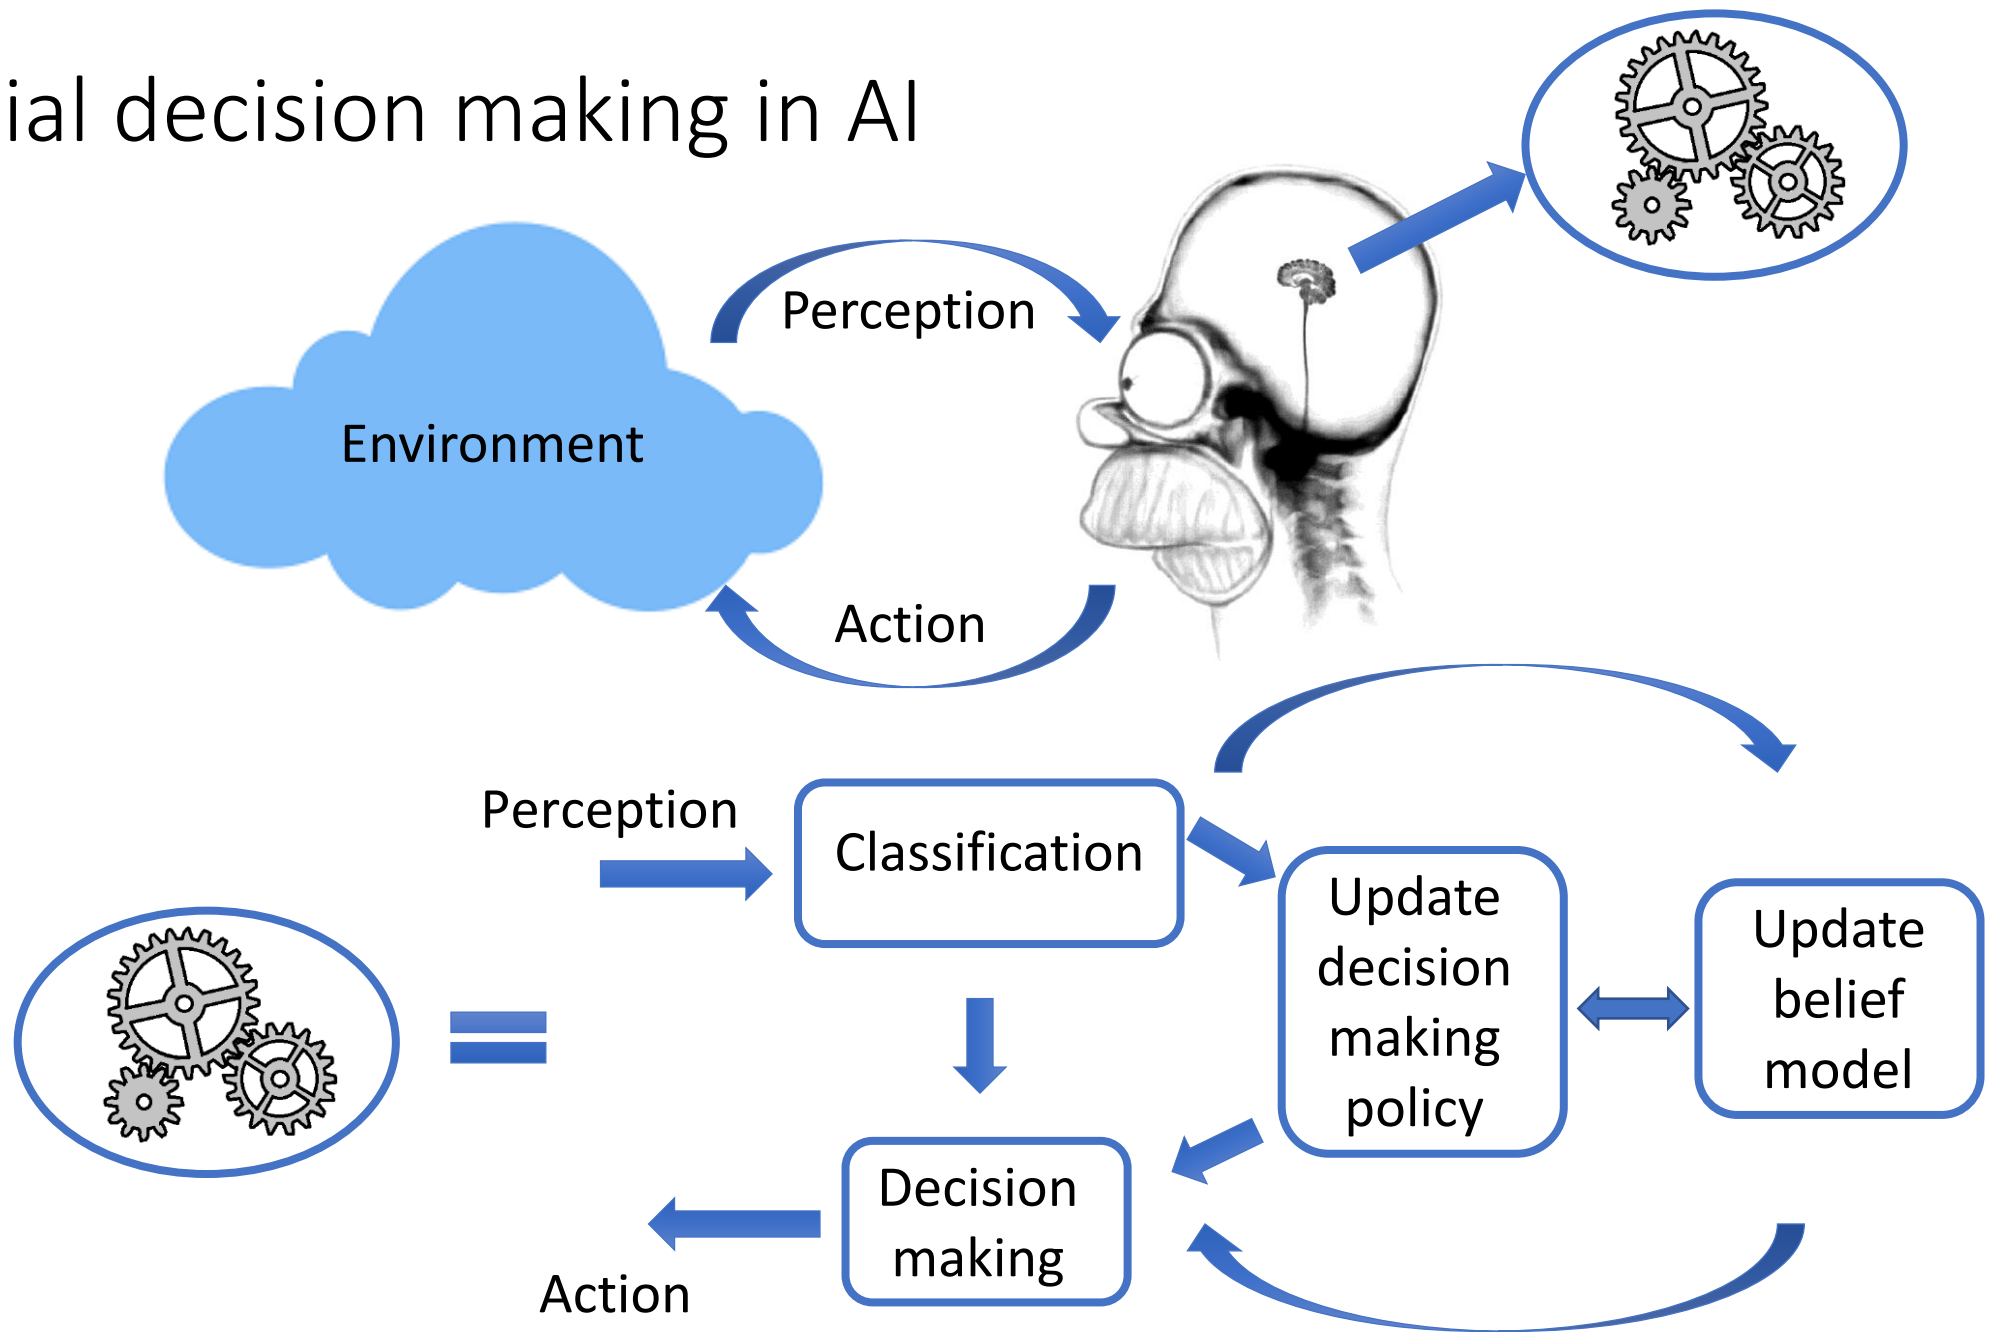 ial decision making in AI
Perception
Environment
Action
Perception
Classification
Update
decision
making
policy
Update
belief
model
Decision
making
Action